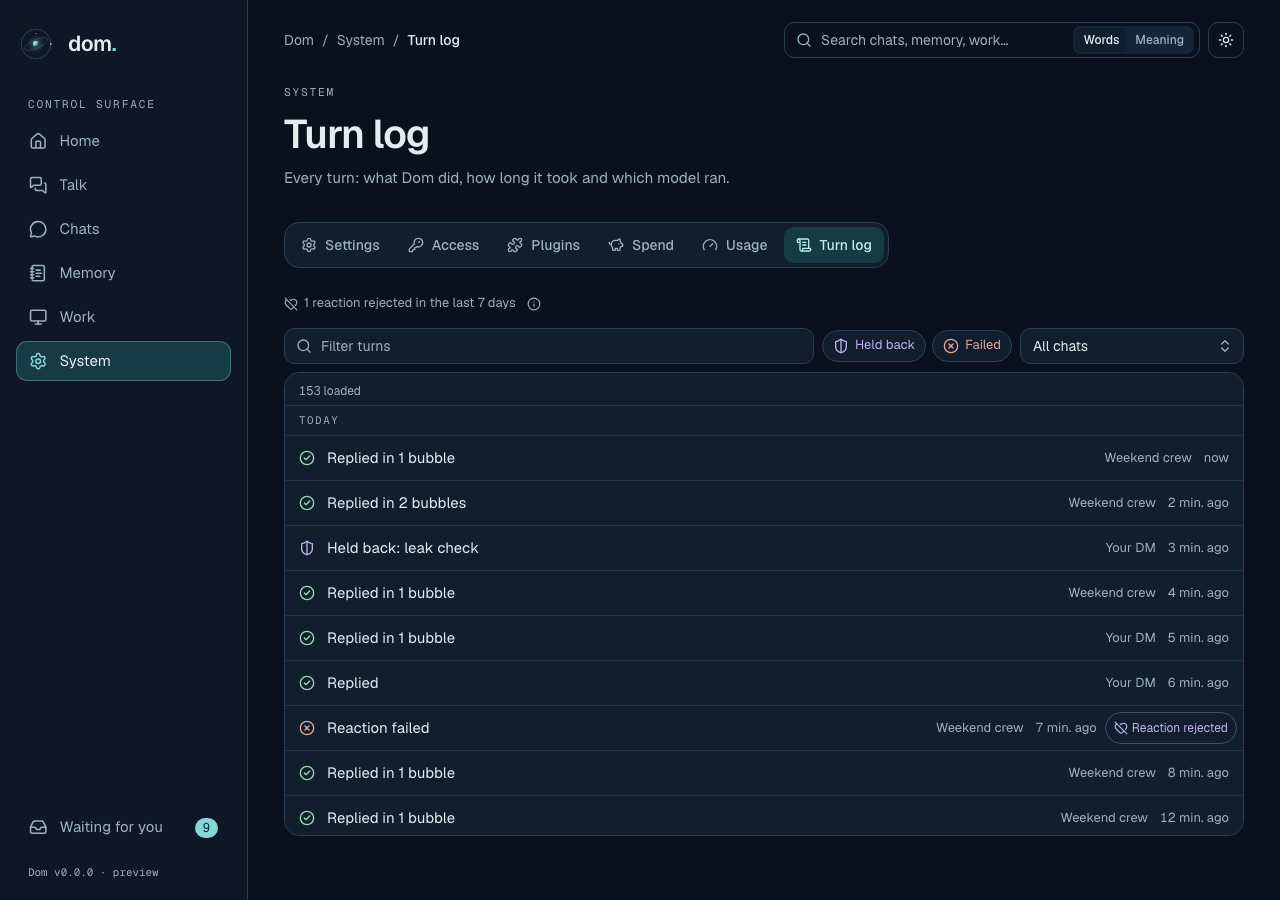 dom.
CONTROL SURFACE
Home
Talk
Chats
Memory
Work
System
Waiting for you 9
Dom v0.0.0 · preview
Dom / System / Turn log
Search chats, memory, work… Words Meaning
SYSTEM
Turn log
Every turn: what Dom did, how long it took and which model ran.
Settings Access Plugins Spend Usage Turn log
1 reaction rejected in the last 7 days
Filter turns Held back Failed All chats
153 loaded
TODAY
Replied in 1 bubble Weekend crew now
Replied in 2 bubbles Weekend crew 2 min. ago
Held back: leak check Your DM 3 min. ago
Replied in 1 bubble Weekend crew 4 min. ago
Replied in 1 bubble Your DM 5 min. ago
Replied Your DM 6 min. ago
Reaction failed Weekend crew 7 min. ago Reaction rejected
Replied in 1 bubble Weekend crew 8 min. ago
Replied in 1 bubble Weekend crew 12 min. ago